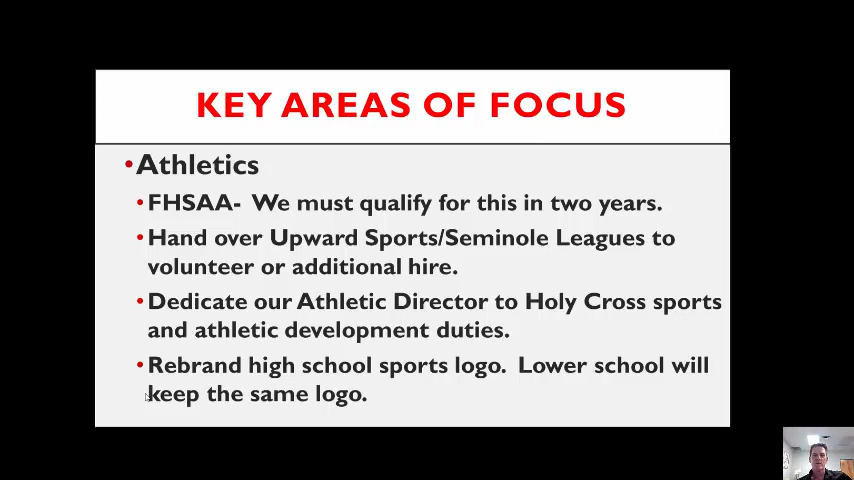 KEY AREAS OF FOCUS
•Athletics
•FHSAA- We must qualify for this in two years.
•Hand over Upward Sports/Seminole Leagues to
volunteer or additional hire.
•Dedicate our Athletic Director to Holy Cross sports
and athletic development duties.
•Rebrand high school sports logo. Lower school will
keep the same logo.